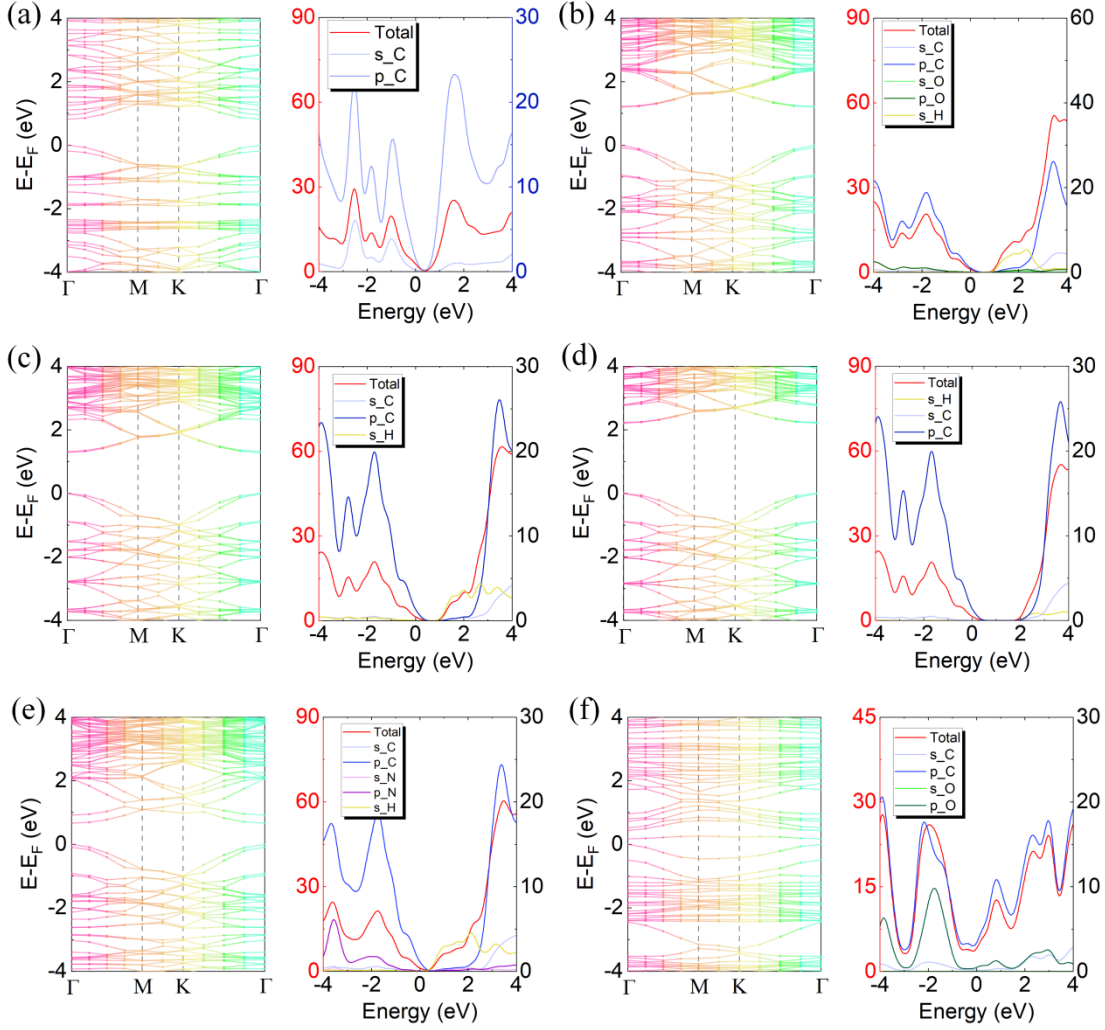 (a)
E-E_F (eV)
4
2
0
-2
-4
Γ M K Γ
90
60
30
0
Total
s_C
p_C
30
20
10
0
-4 -2 0 2 4
Energy (eV)
(b)
E-E_F (eV)
4
2
0
-2
-4
Γ M K Γ
90
60
30
0
Total
s_C
p_C
s_O
p_O
s_H
60
40
20
0
-4 -2 0 2 4
Energy (eV)
(c)
E-E_F (eV)
4
2
0
-2
-4
Γ M K Γ
90
60
30
0
Total
s_C
p_C
s_H
30
20
10
0
-4 -2 0 2 4
Energy (eV)
(d)
E-E_F (eV)
4
2
0
-2
-4
Γ M K Γ
90
60
30
0
Total
s_H
s_C
p_C
30
20
10
0
-4 -2 0 2 4
Energy (eV)
(e)
E-E_F (eV)
4
2
0
-2
-4
Γ M K Γ
90
60
30
0
Total
s_C
p_C
s_N
p_N
s_H
30
20
10
0
-4 -2 0 2 4
Energy (eV)
(f)
E-E_F (eV)
4
2
0
-2
-4
Γ M K Γ
45
30
15
0
Total
s_C
p_C
s_O
p_O
30
20
10
0
-4 -2 0 2 4
Energy (eV)